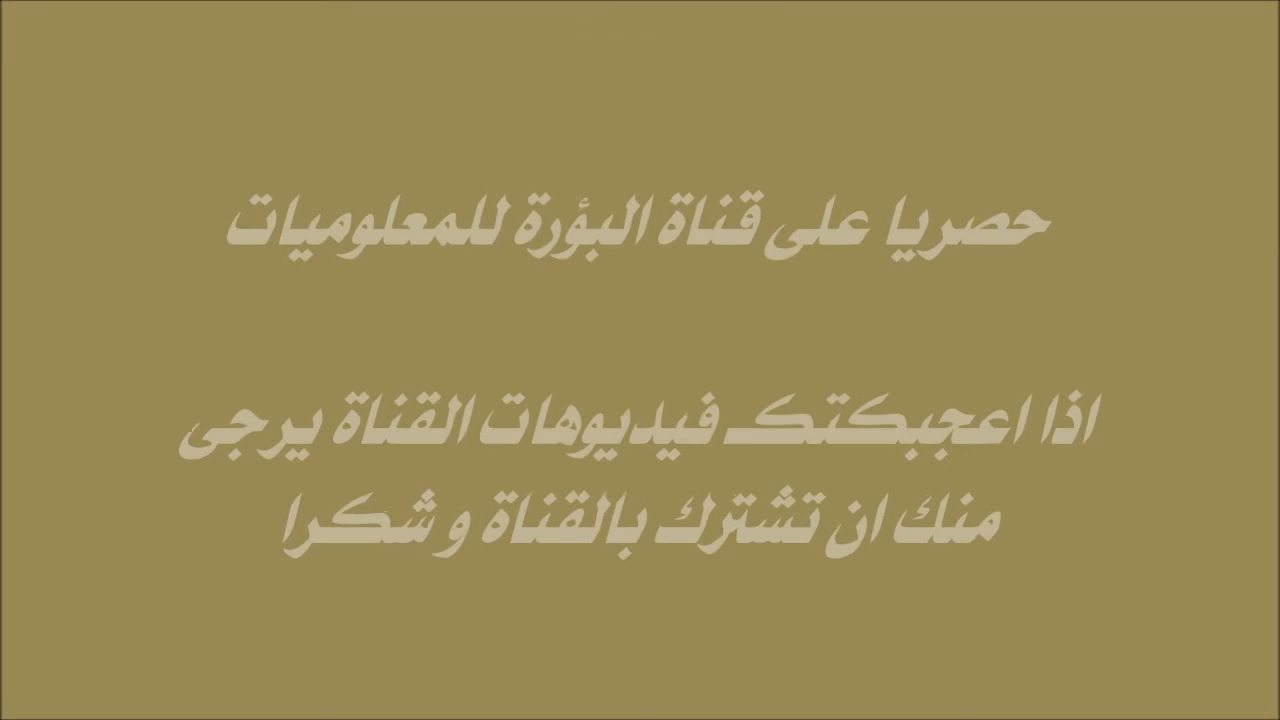 حصريا على قناة البؤرة للمعلوميات
اذا اعجبكتك فيديوهات القناة يرجى
منك ان تشترك بالقناة و شكرا